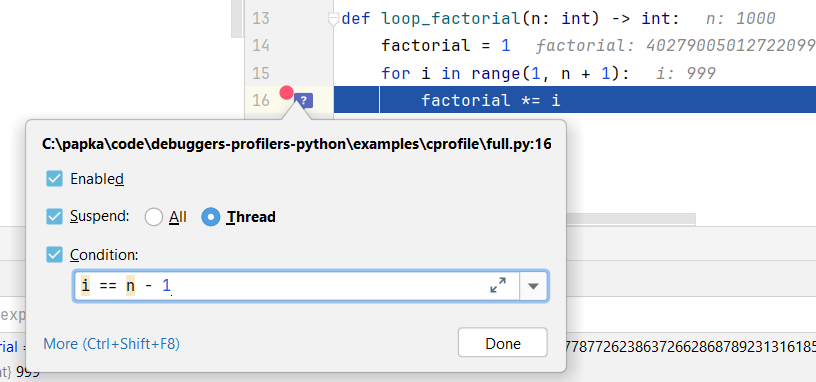 13 def loop_factorial(n: int) -> int: n: 1000
14 factorial = 1 factorial: 40279005012722099
15 for i in range(1, n + 1): i: 999
16 ? factorial *= i
C:\papka\code\debuggers-profilers-python\examples\cprofile\full.py:16
Enabled
Suspend: All Thread
Condition:
i == n - 1
More (Ctrl+Shift+F8) Done
exp
rial = 77877262386372662868789231316185
nt} 999